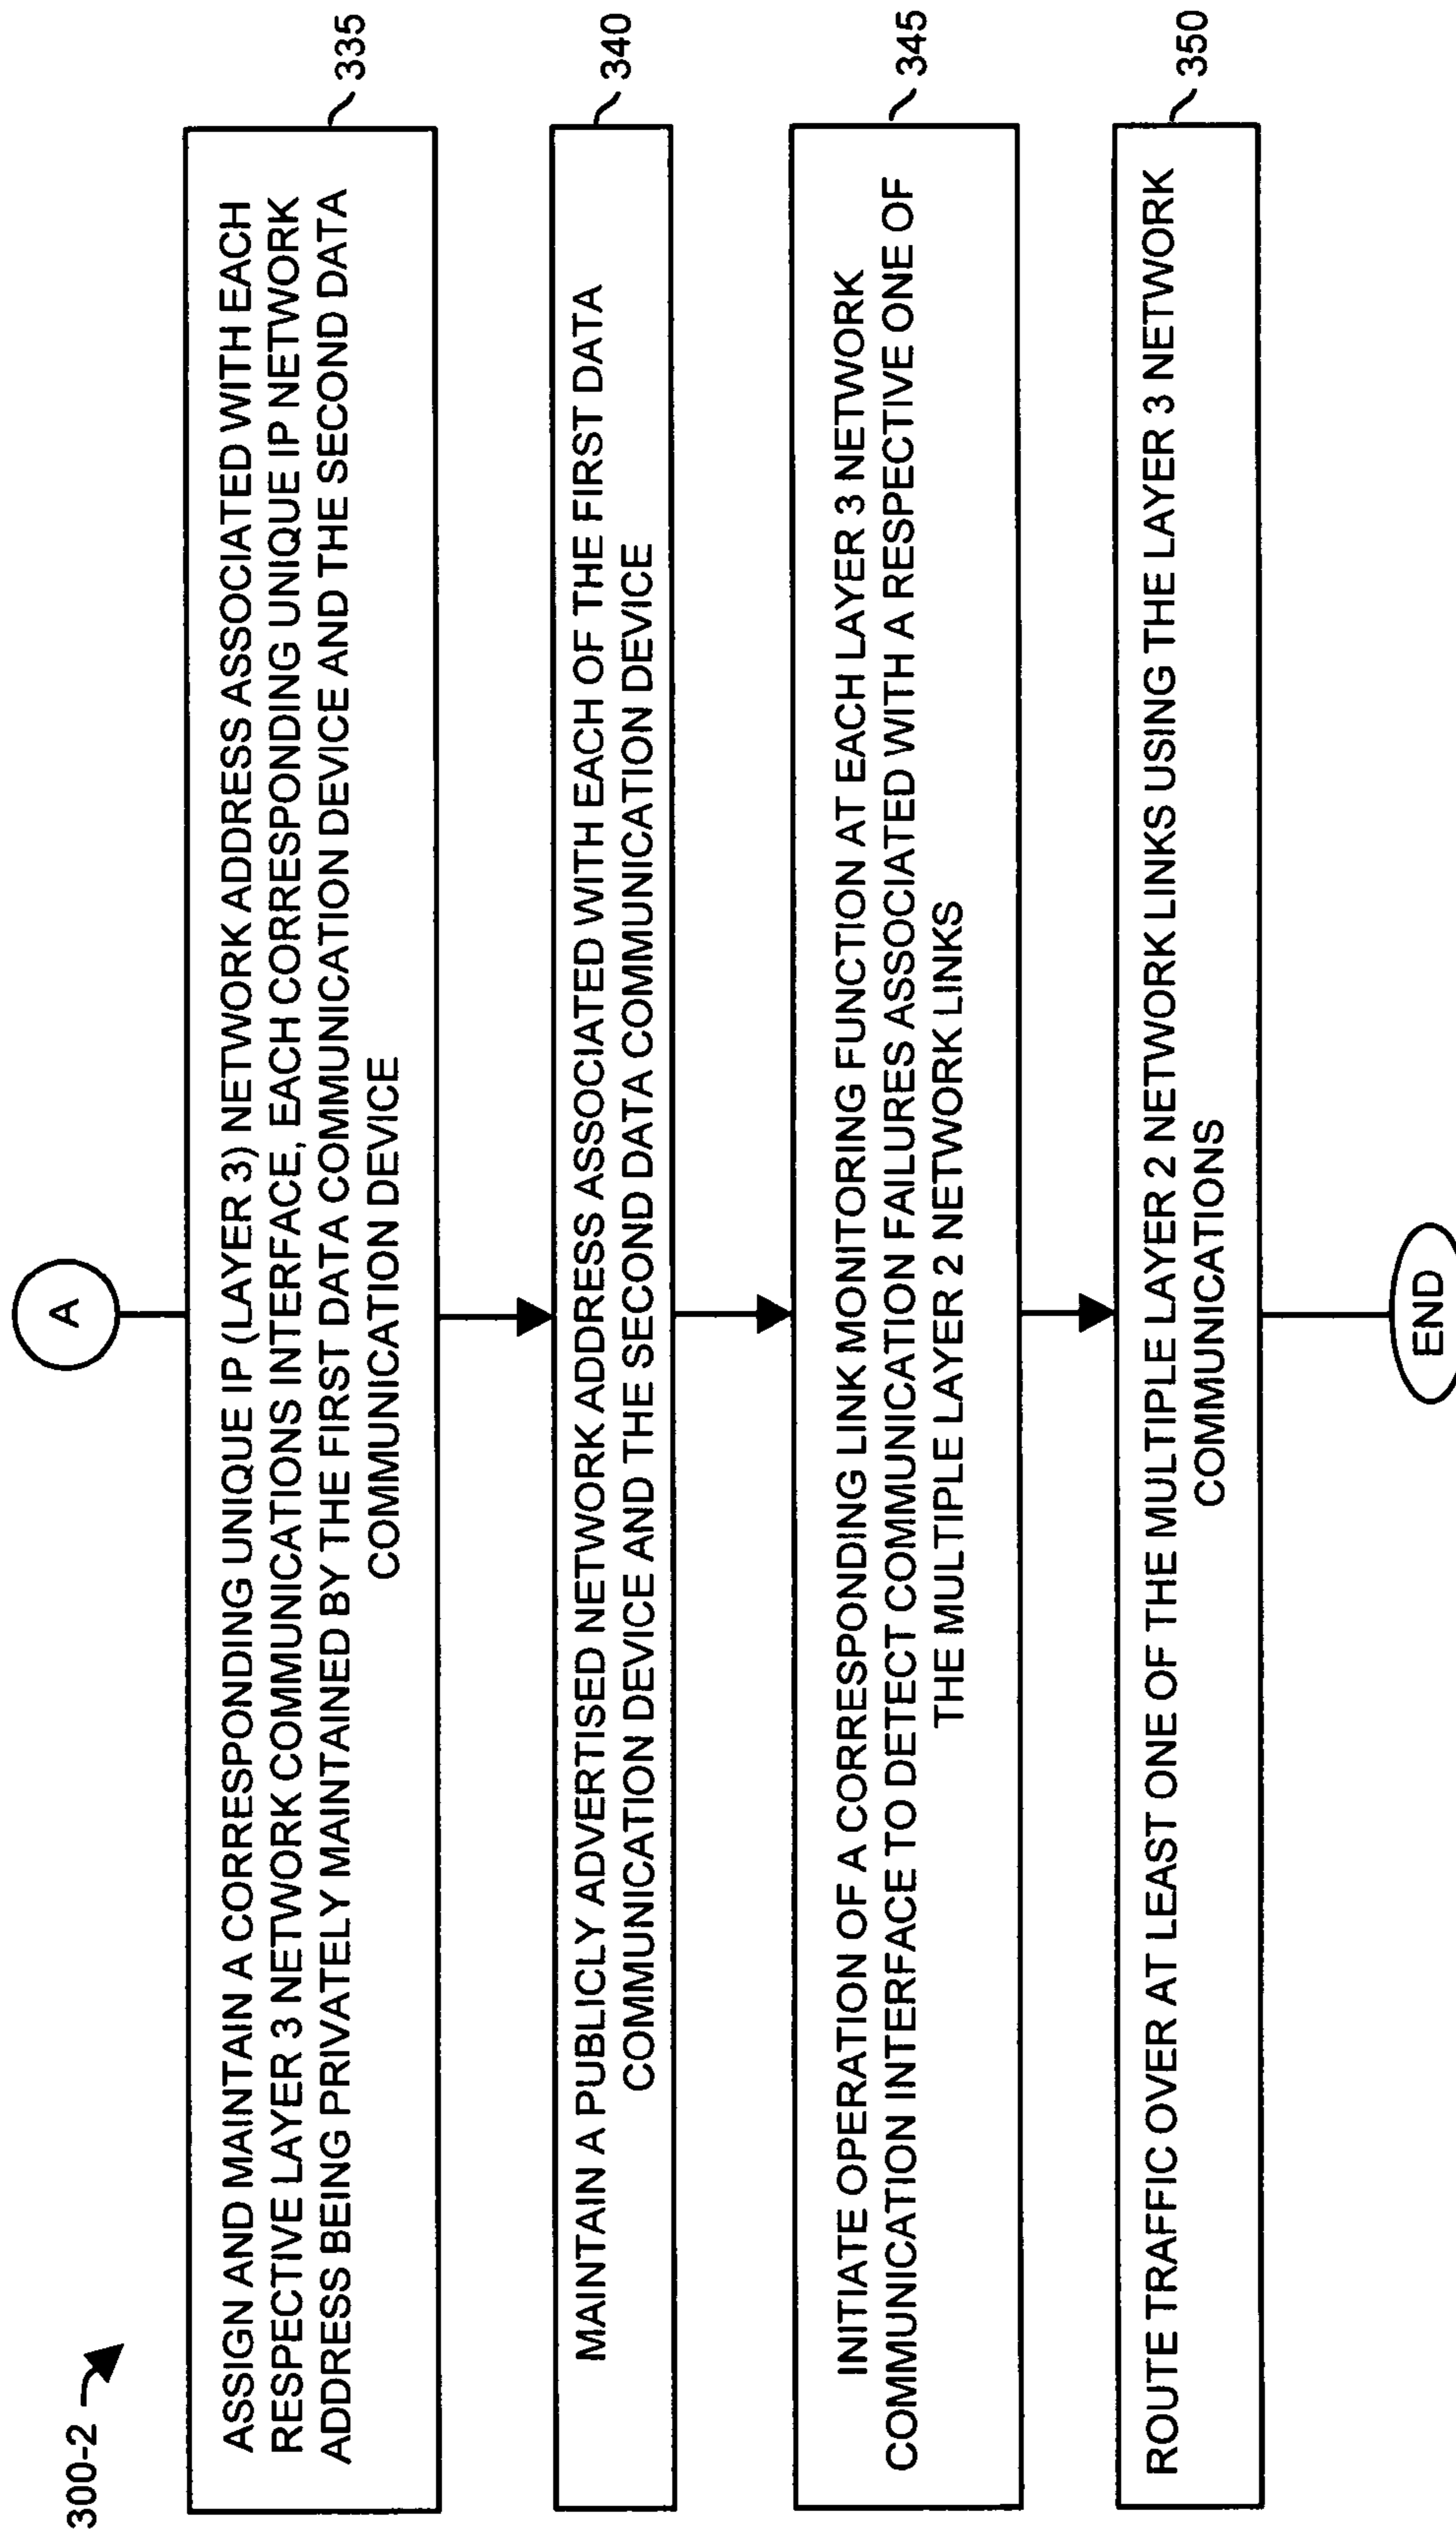 300-2
A
ASSIGN AND MAINTAIN A CORRESPONDING UNIQUE IP (LAYER 3) NETWORK ADDRESS ASSOCIATED WITH EACH
RESPECTIVE LAYER 3 NETWORK COMMUNICATIONS INTERFACE, EACH CORRESPONDING UNIQUE IP NETWORK
ADDRESS BEING PRIVATELY MAINTAINED BY THE FIRST DATA COMMUNICATION DEVICE AND THE SECOND DATA
COMMUNICATION DEVICE
335
MAINTAIN A PUBLICLY ADVERTISED NETWORK ADDRESS ASSOCIATED WITH EACH OF THE FIRST DATA
COMMUNICATION DEVICE AND THE SECOND DATA COMMUNICATION DEVICE
340
INITIATE OPERATION OF A CORRESPONDING LINK MONITORING FUNCTION AT EACH LAYER 3 NETWORK
COMMUNICATION INTERFACE TO DETECT COMMUNICATION FAILURES ASSOCIATED WITH A RESPECTIVE ONE OF
THE MULTIPLE LAYER 2 NETWORK LINKS
345
ROUTE TRAFFIC OVER AT LEAST ONE OF THE MULTIPLE LAYER 2 NETWORK LINKS USING THE LAYER 3 NETWORK
COMMUNICATIONS
350
END